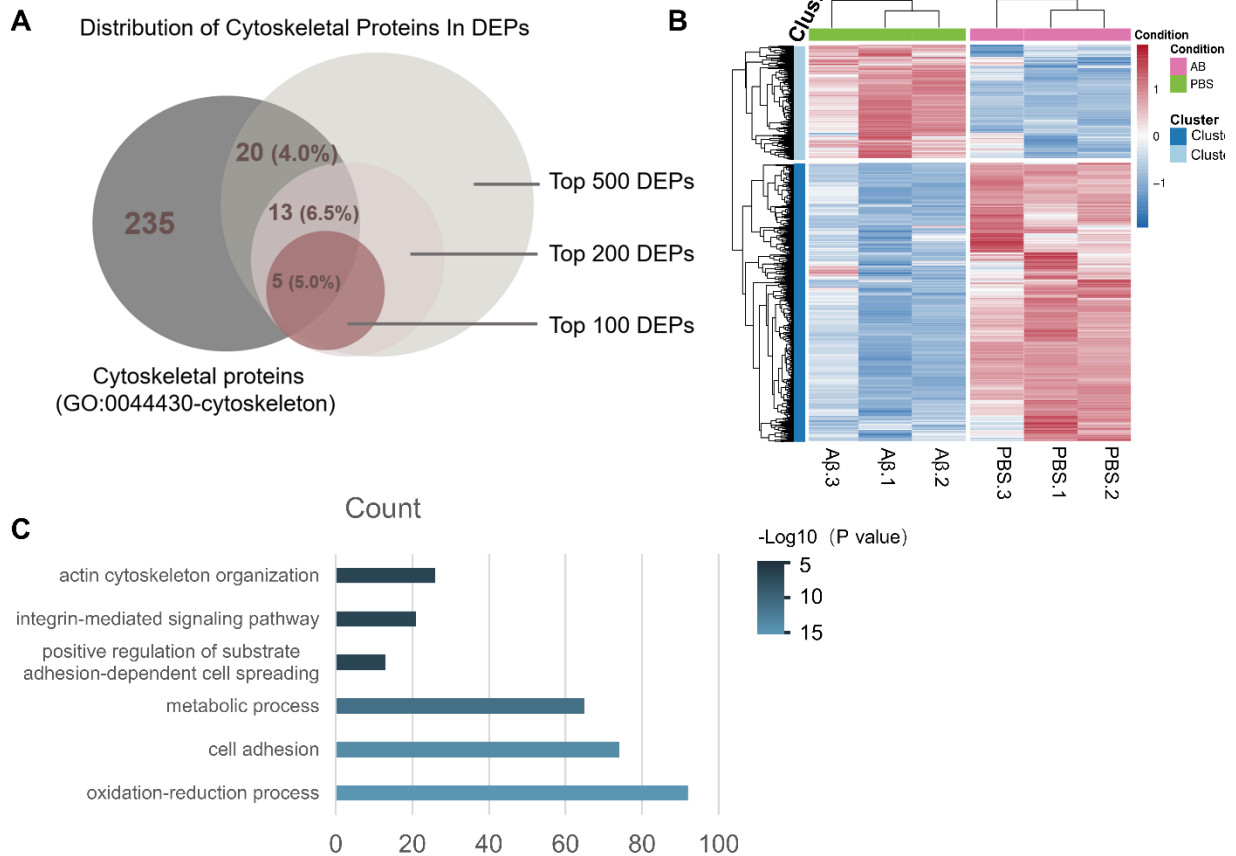 A
Distribution of Cytoskeletal Proteins In DEPs
20 (4.0%)
235
13 (6.5%)
5 (5.0%)
Top 500 DEPs
Top 200 DEPs
Top 100 DEPs
Cytoskeletal proteins
(GO:0044430-cytoskeleton)
B
Clus
Condition
1
0
−1
Condition
AB
PBS
Cluster
Cluste
Cluste
Aβ.3
Aβ.1
Aβ.2
PBS.3
PBS.1
PBS.2
C
Count
actin cytoskeleton organization
integrin-mediated signaling pathway
positive regulation of substrate
adhesion-dependent cell spreading
metabolic process
cell adhesion
oxidation-reduction process
0 20 40 60 80 100
-Log10（P value）
5
10
15